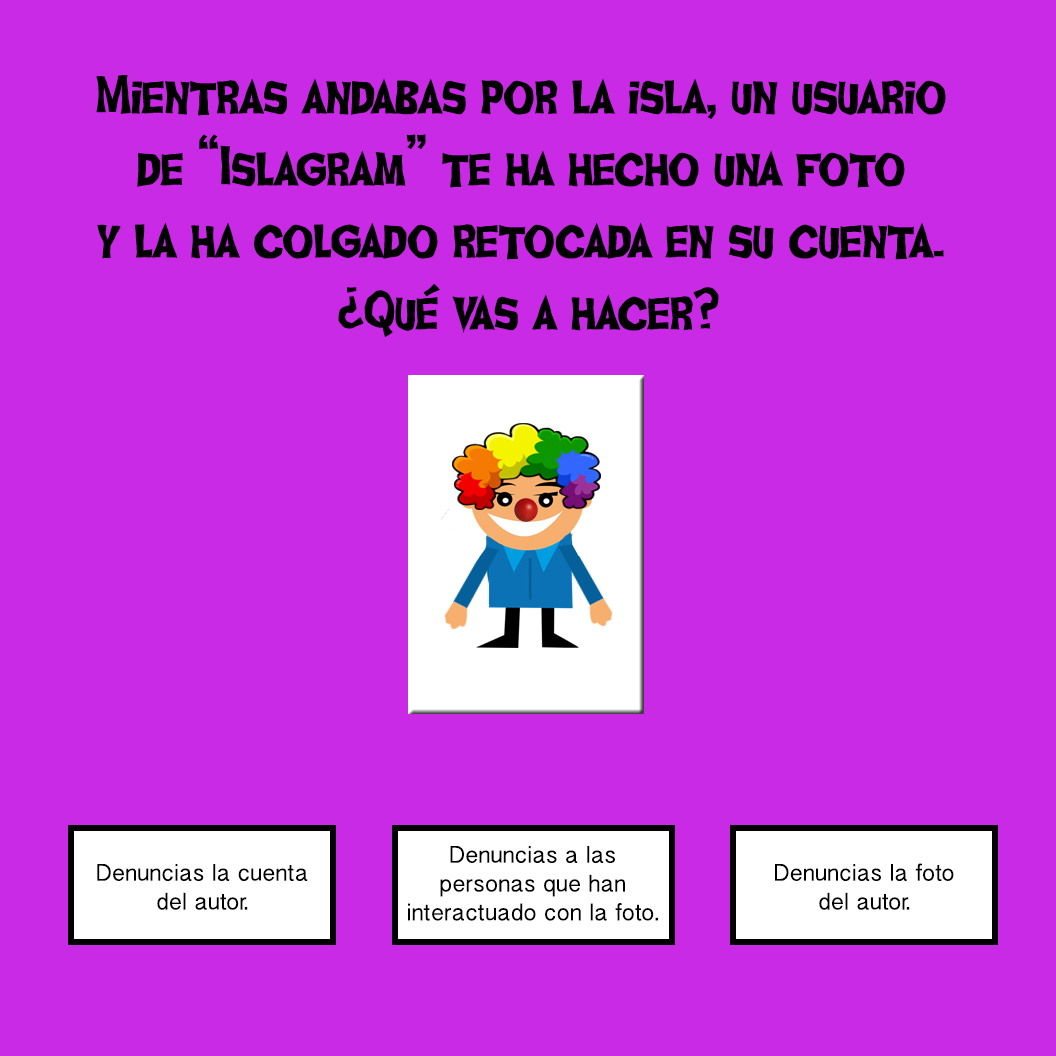 Mientras andabas por la isla, un usuario
de “Islagram” te ha hecho una foto
y la ha colgado retocada en su cuenta.
¿Qué vas a hacer?
Denuncias la cuenta
del autor.
Denuncias a las
personas que han
interactuado con la foto.
Denuncias la foto
del autor.